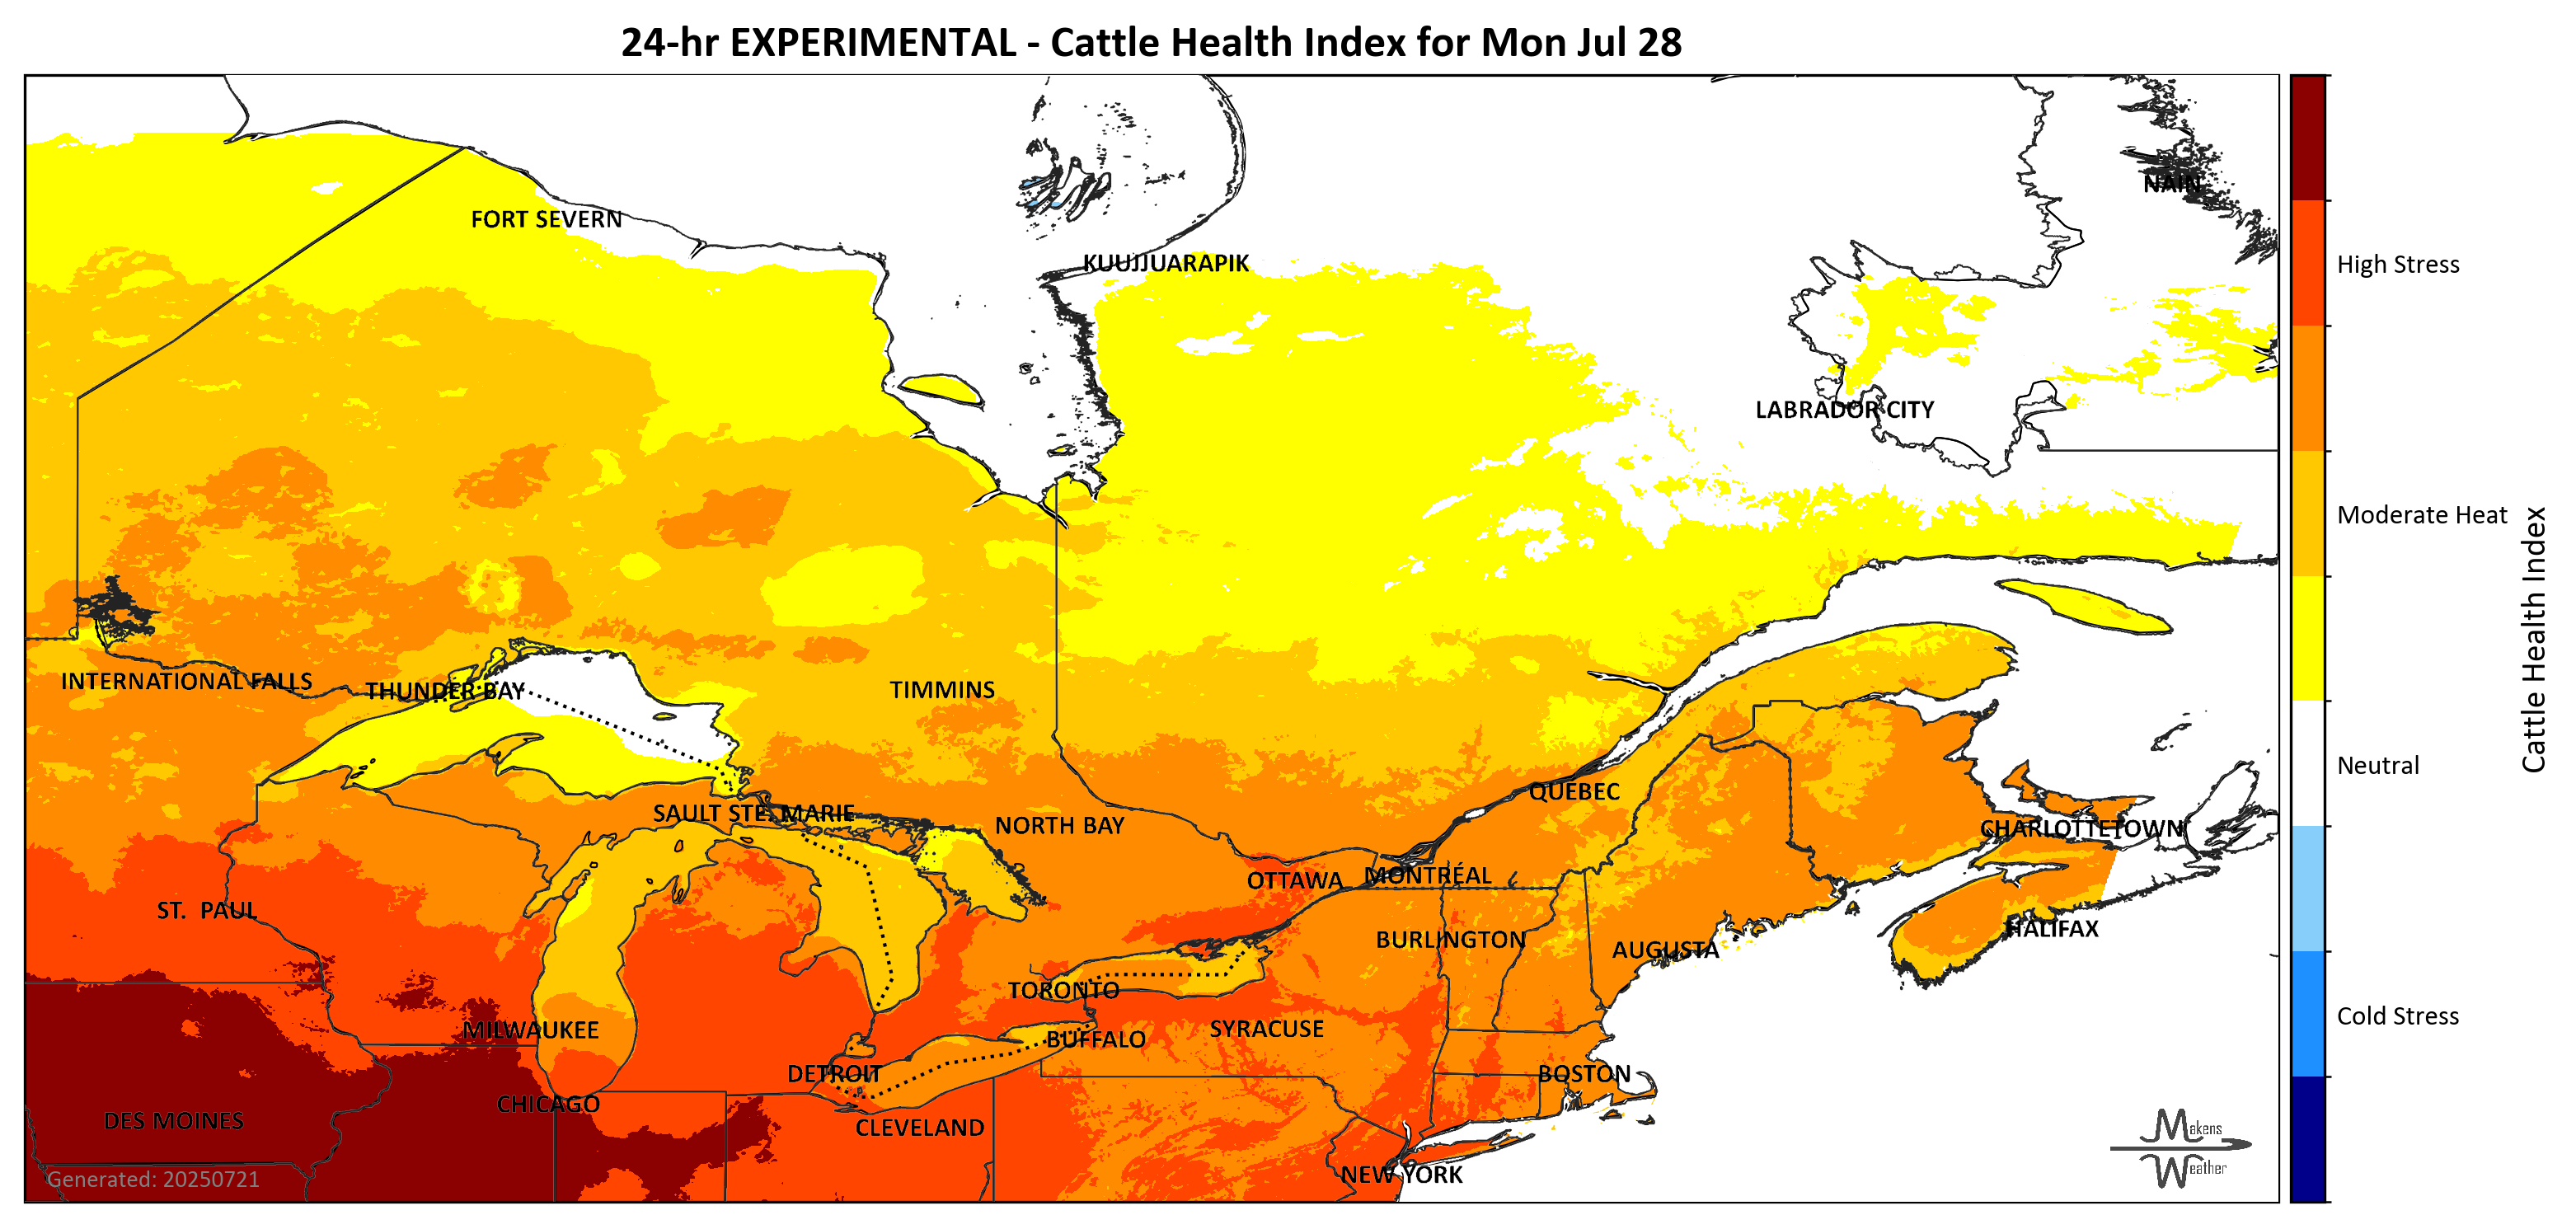 24-hr EXPERIMENTAL - Cattle Health Index for Mon Jul 28
NAIN
FORT SEVERN
KUUJJUARAPIK
High Stress
LABRADOR CITY
Moderate Heat
Cattle Health Index
INTERNATIONAL FALLS
THUNDER BAY
TIMMINS
Neutral
QUEBEC
SAULT STE. MARIE
NORTH BAY
CHARLOTTETOWN
OTTAWA
MONTRÉAL
ST. PAUL
HALIFAX
BURLINGTON
AUGUSTA
TORONTO
Cold Stress
MILWAUKEE
SYRACUSE
BUFFALO
DETROIT
BOSTON
CHICAGO
DES MOINES
CLEVELAND
Makens
Weather
NEW YORK
Generated: 20250721